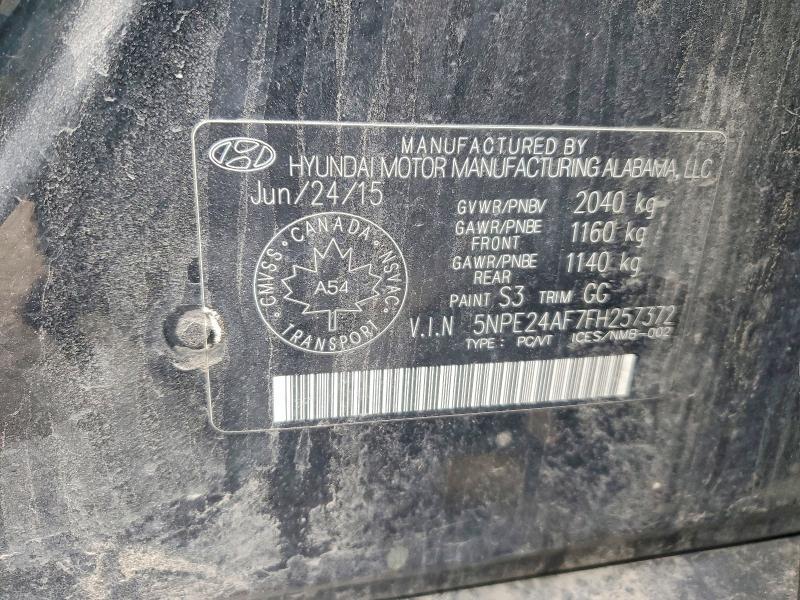 MANUFACTURED BY
HYUNDAI MOTOR MANUFACTURING ALABAMA, LLC
Jun/24/15
GVWR/PNBV 2040 kg
GAWR/PNBE FRONT 1160 kg
GAWR/PNBE REAR 1140 kg
PAINT S3 TRIM GG
V.I.N 5NPE24AF7FH257372
TYPE: PC/VT ICES/NMB-002
CANADA
CMVSS · NSVAC
A54
TRANSPORT